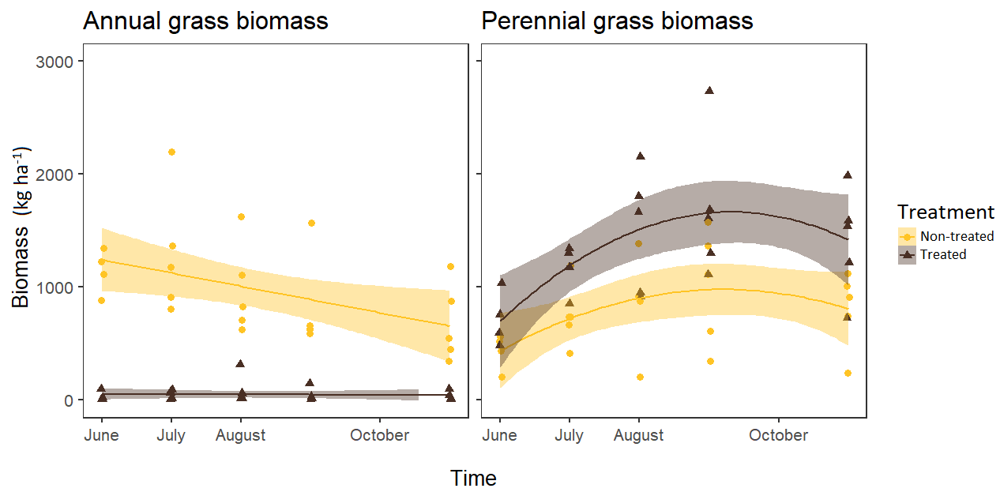 Annual grass biomass
Perennial grass biomass
Biomass (kg ha⁻¹)
3000
2000
1000
0
June July August October
June July August October
Time
Treatment
Non-treated
Treated